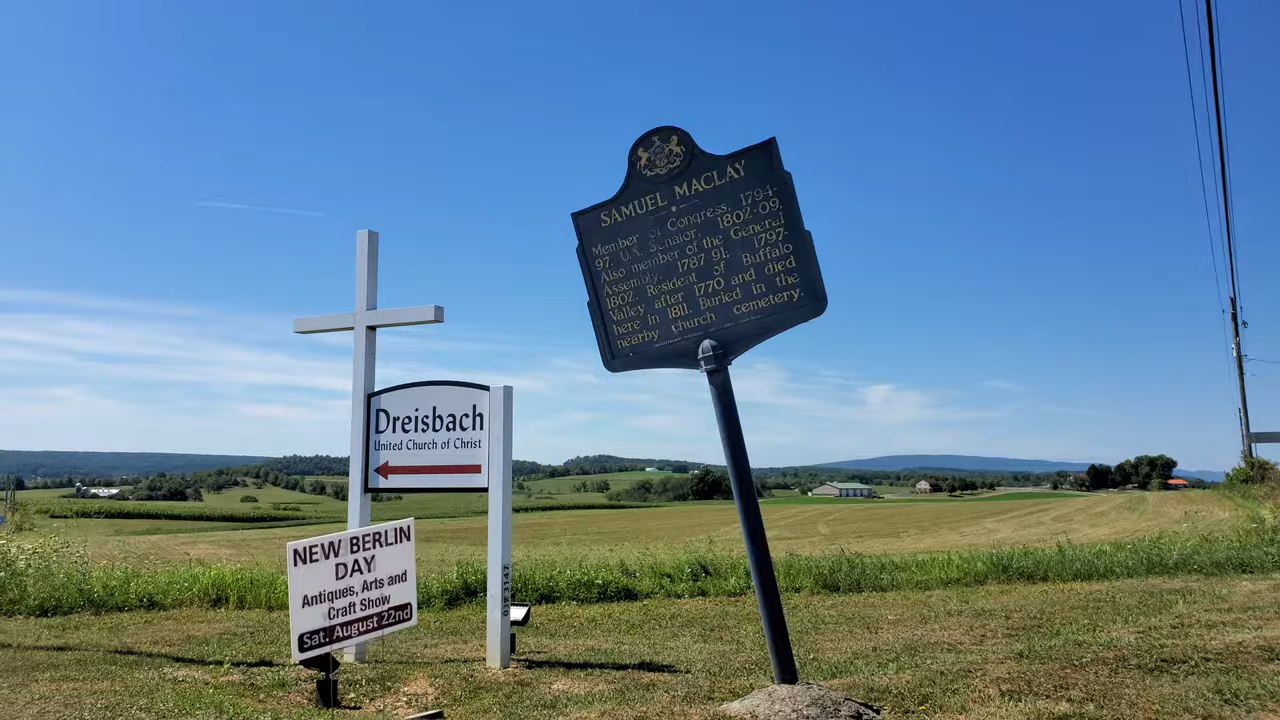 Dreisbach
United Church of Christ
NEW BERLIN
DAY
Antiques, Arts and
Craft Show
Sat. August 22nd
SAMUEL MACLAY
Member of Congress, 1794-
97. U.S. Senator, 1802-09.
Also member of the General
Assembly, 1787-91; 1797-
1802. Resident of Buffalo
Valley after 1770 and died
here in 1811. Buried in the
nearby church cemetery.